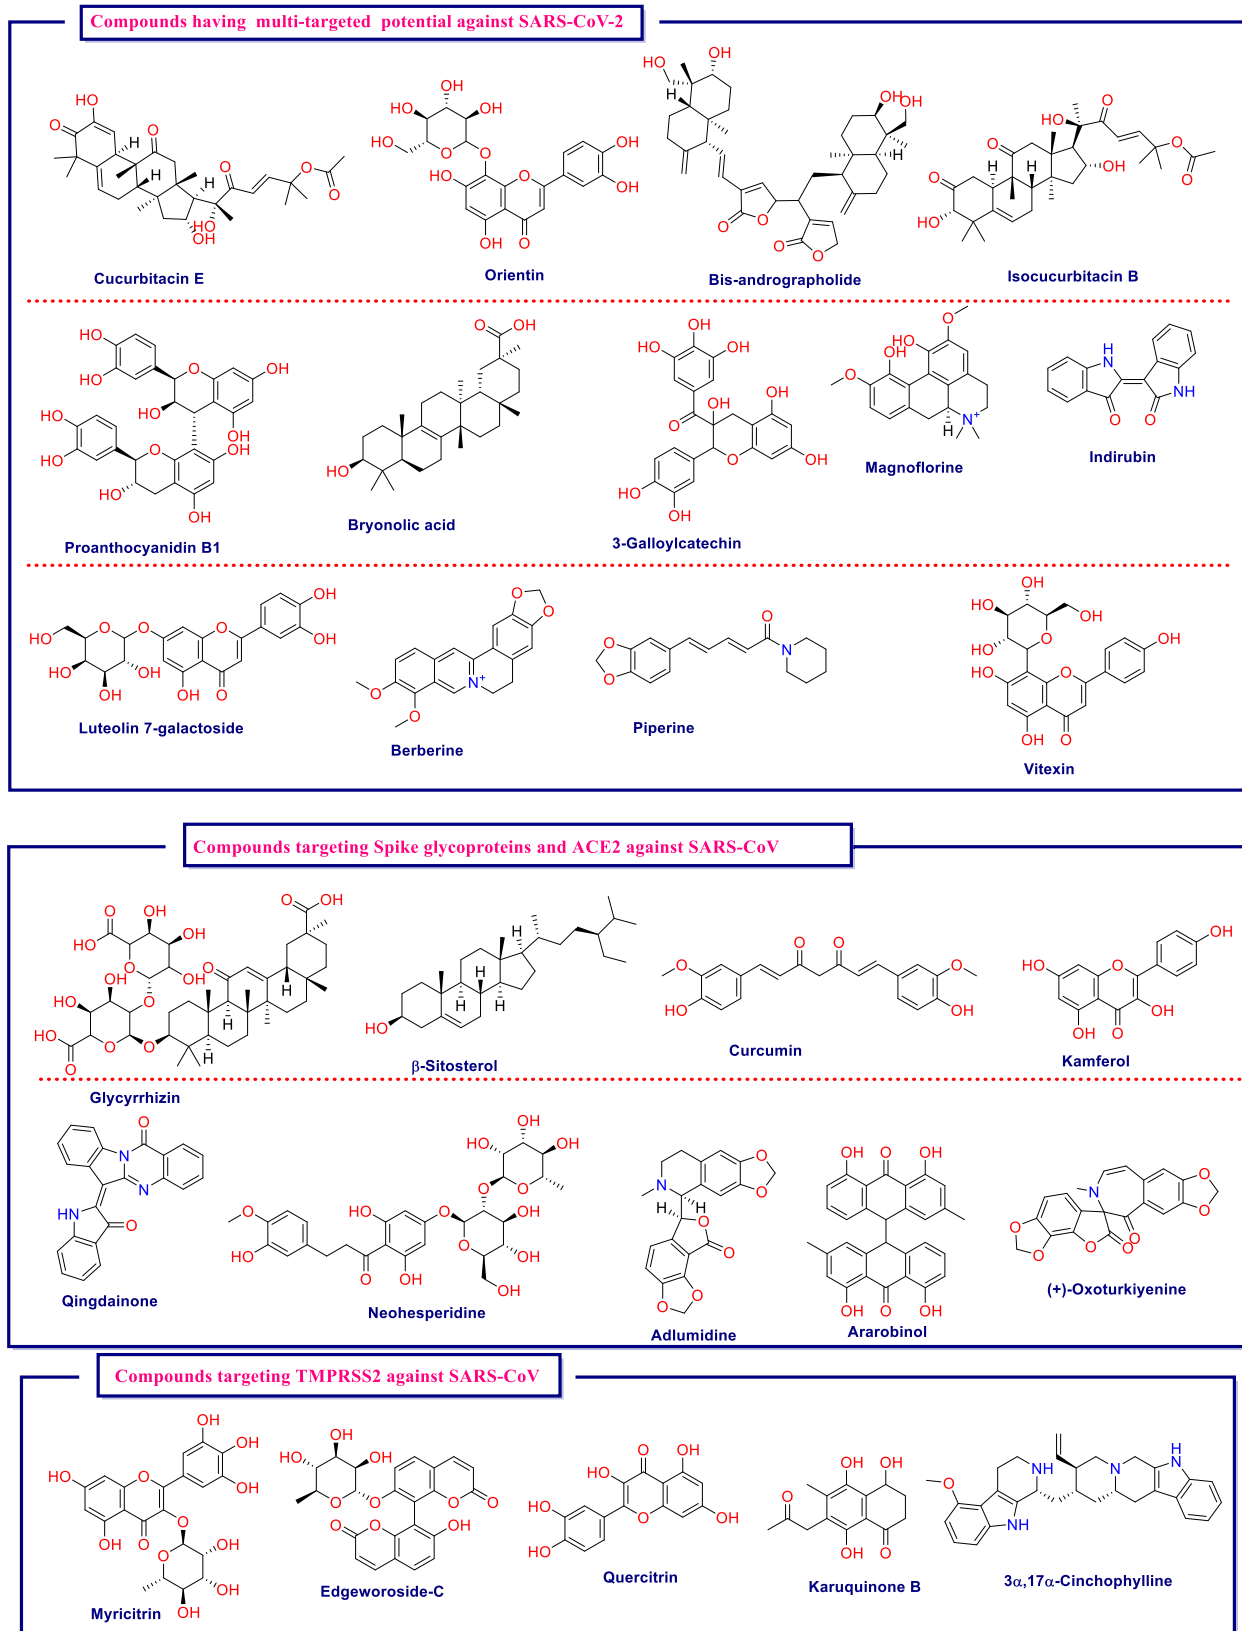 Compounds having multi-targeted potential against SARS-CoV-2
Cucurbitacin E
Orientin
Bis-andrographolide
Isocucurbitacin B
Proanthocyanidin B1
Bryonolic acid
3-Galloylcatechin
Magnoflorine
Indirubin
Luteolin 7-galactoside
Berberine
Piperine
Vitexin
Compounds targeting Spike glycoproteins and ACE2 against SARS-CoV
Glycyrrhizin
β-Sitosterol
Curcumin
Kamferol
Qingdainone
Neohesperidine
Adlumidine
Ararobinol
(+)-Oxoturkiyenine
Compounds targeting TMPRSS2 against SARS-CoV
Myricitrin
Edgeworoside-C
Quercitrin
Karuquinone B
3α,17α-Cinchophylline